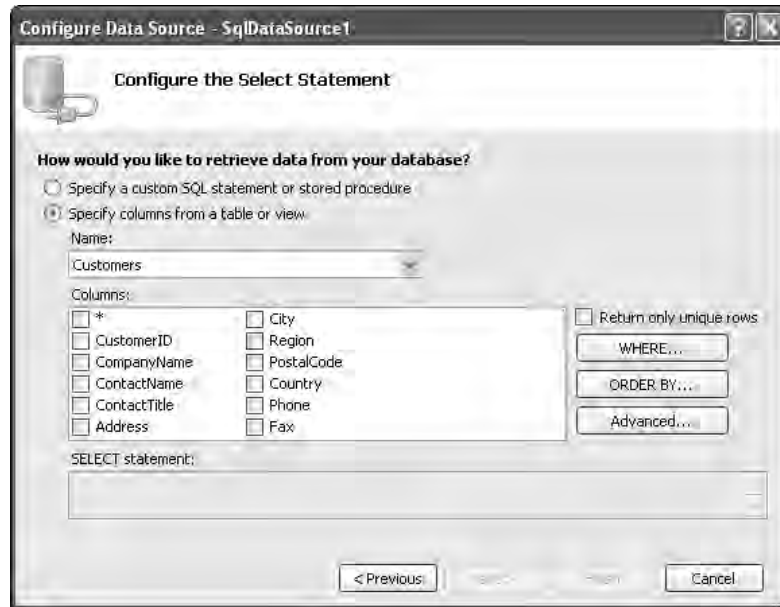 Configure Data Source - SqlDataSource1
Configure the Select Statement
How would you like to retrieve data from your database?
Specify a custom SQL statement or stored procedure
Specify columns from a table or view
Name:
Customers
Columns:
*
CustomerID
CompanyName
ContactName
ContactTitle
Address
City
Region
PostalCode
Country
Phone
Fax
Return only unique rows
WHERE...
ORDER BY...
Advanced...
SELECT statement:
< Previous
Cancel